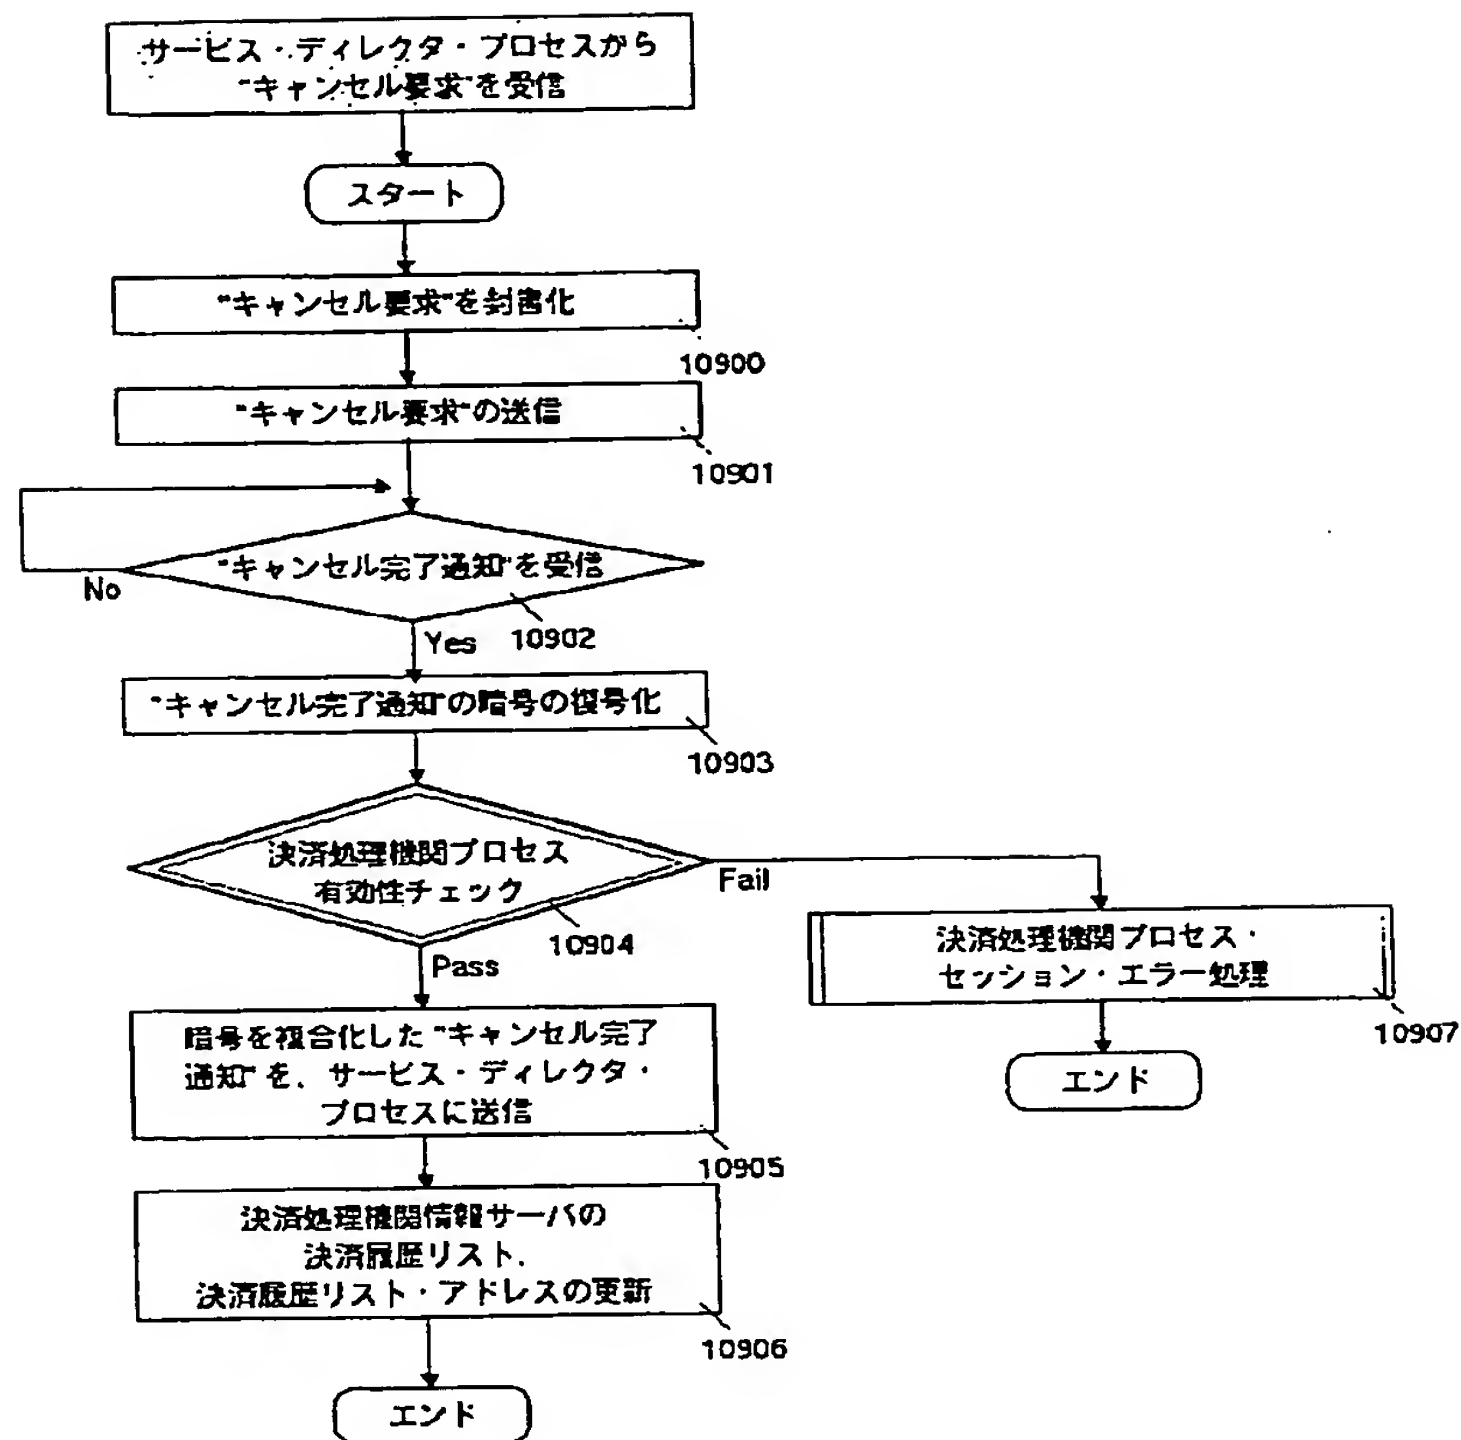 サービス・ディレクタ・プロセスから
"キャンセル要求"を受信
スタート
"キャンセル要求"を封書化
10900
"キャンセル要求"の送信
10901
"キャンセル完了通知"を受信
No
10902
Yes
"キャンセル完了通知"の暗号の復号化
10903
決済処理機関プロセス
有効性チェック
Fail
10904
Pass
決済処理機関プロセス・
セッション・エラー処理
10907
エンド
暗号を複合化した"キャンセル完了
通知"を、サービス・ディレクタ・
プロセスに送信
10905
決済処理機関情報サーバの
決済履歴リスト、
決済履歴リスト・アドレスの更新
10906
エンド